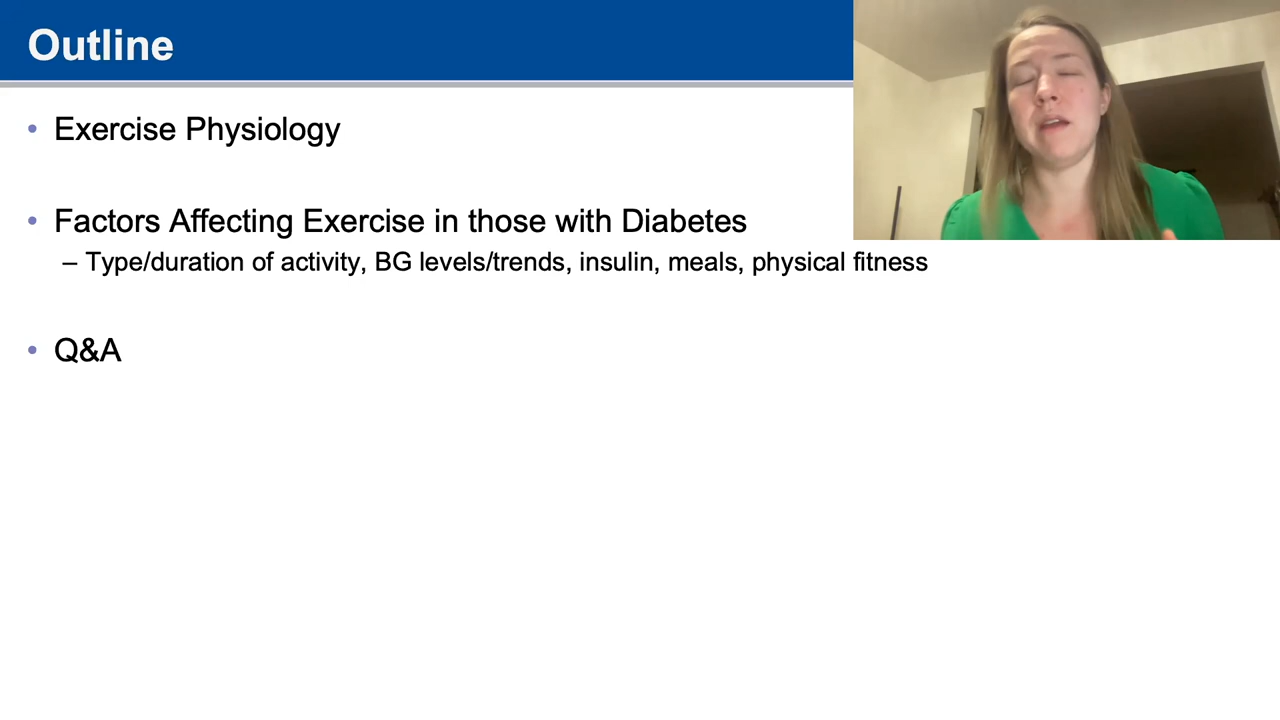 Outline
• Exercise Physiology
• Factors Affecting Exercise in those with Diabetes
– Type/duration of activity, BG levels/trends, insulin, meals, physical fitness
• Q&A